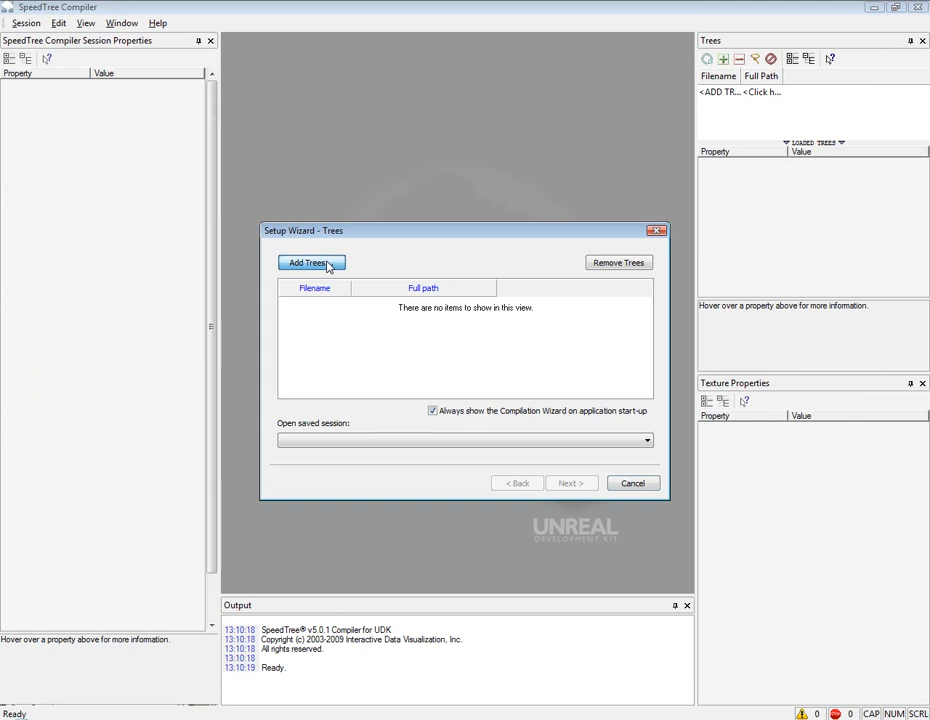 SpeedTree Compiler
Session Edit View Window Help
SpeedTree Compiler Session Properties
Property Value
Hover over a property above for more information.
Setup Wizard - Trees
Add Trees
Remove Trees
Filename Full path
There are no items to show in this view.
Always show the Compilation Wizard on application start-up
Open saved session:
< Back Next > Cancel
UNREAL
DEVELOPMENT KIT
Output
13:10:18 SpeedTree® v5.0.1 Compiler for UDK
13:10:18 Copyright (c) 2003-2009 Interactive Data Visualization, Inc.
13:10:18 All rights reserved.
13:10:18
13:10:19 Ready.
Trees
Filename Full Path
<ADD TR... <Click h...
LOADED TREES
Property Value
Hover over a property above for more information.
Texture Properties
Property Value
Ready
0 0 CAP NUM SCRL